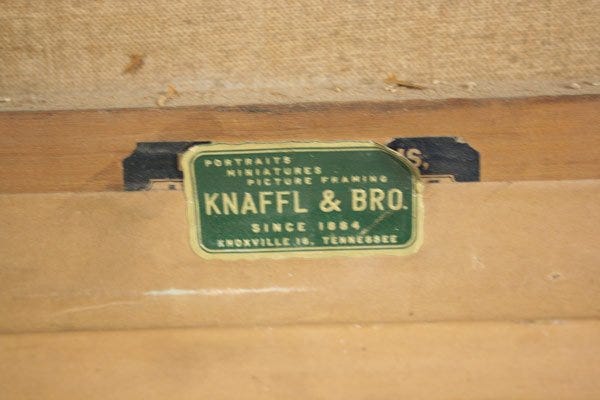 PORTRAITS
MINIATURES
PICTURE FRAMING
KNAFFL & BRO.
SINCE 1884
KNOXVILLE 16, TENNESSEE